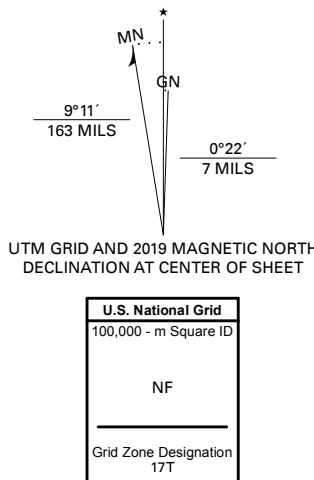 ★
MN
GN
9°11´
163 MILS
0°22´
7 MILS
UTM GRID AND 2019 MAGNETIC NORTH
DECLINATION AT CENTER OF SHEET
U.S. National Grid
100,000 - m Square ID
NF
Grid Zone Designation
17T